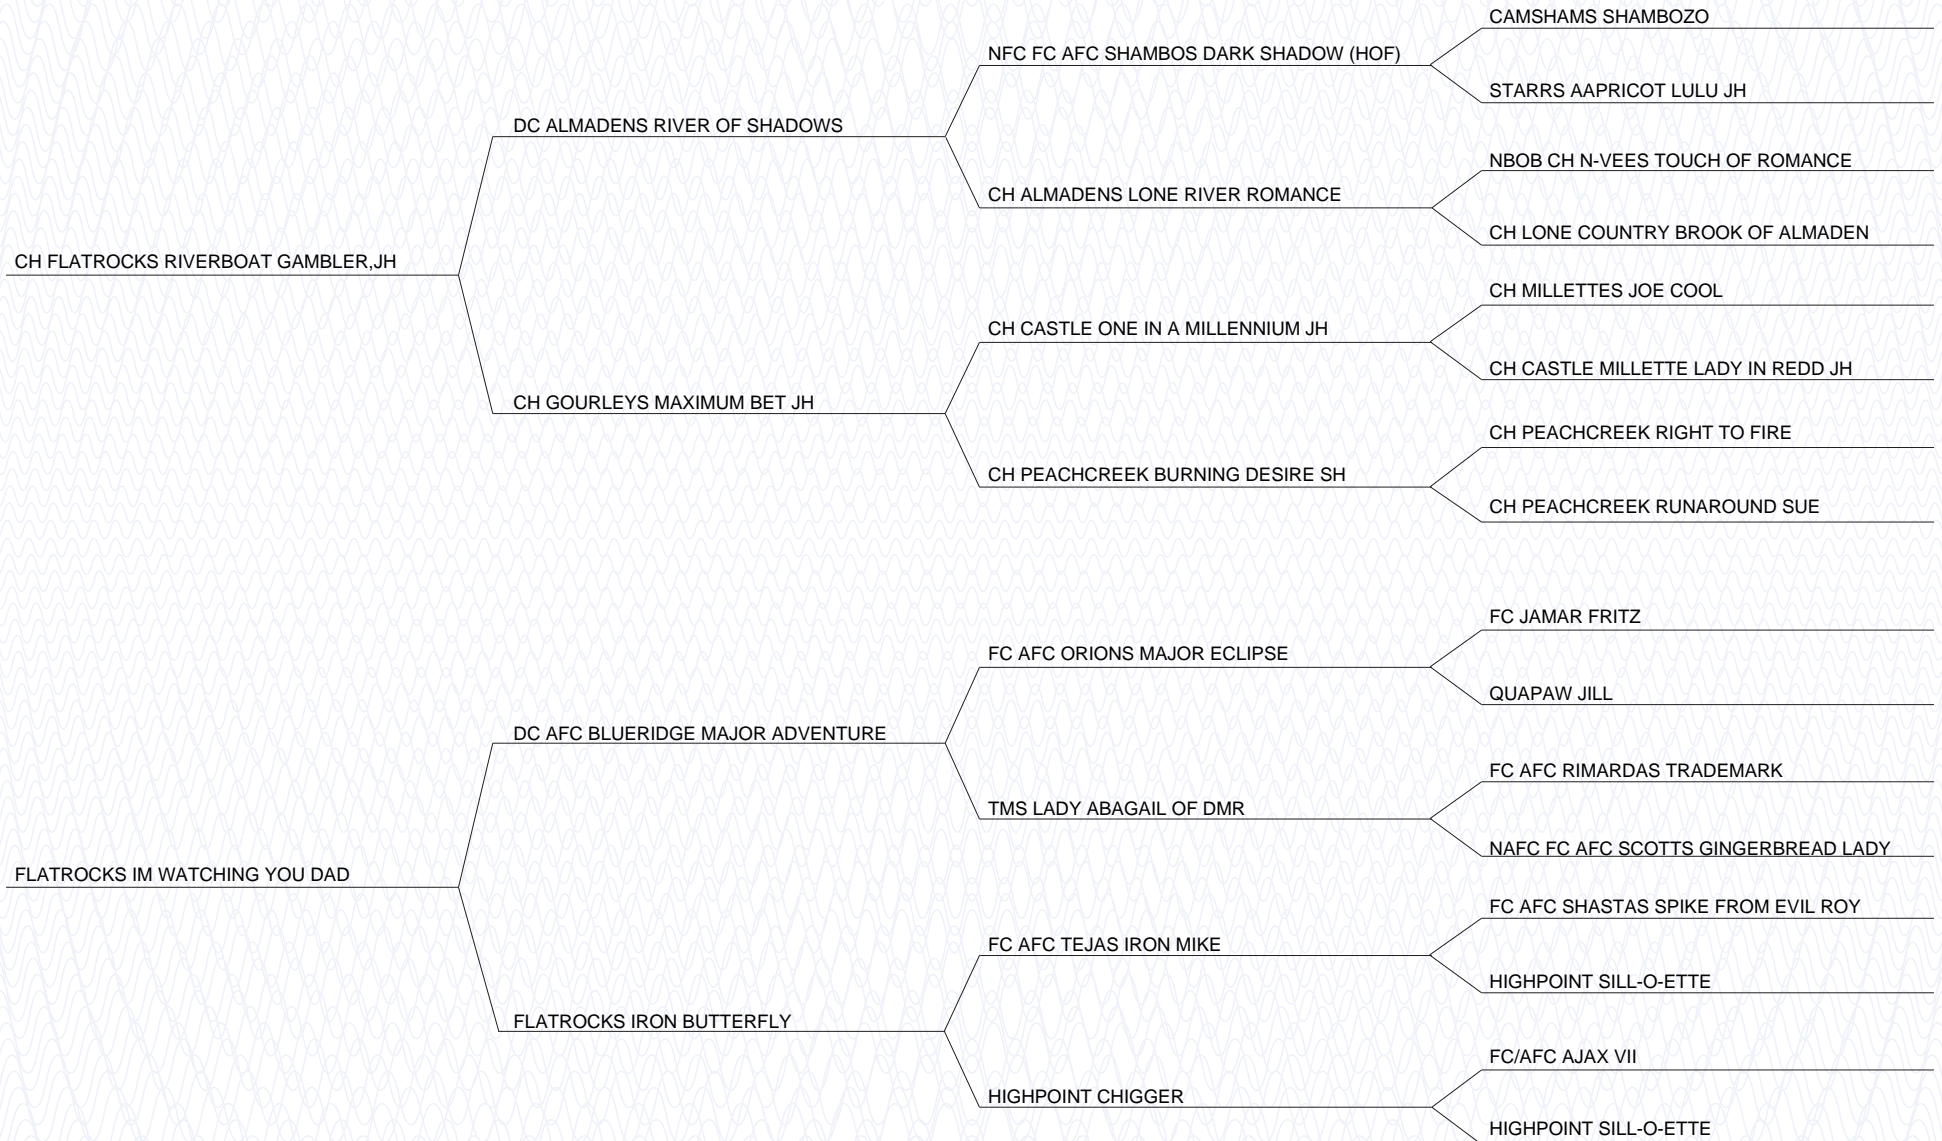 CAMSHAMS SHAMBOZO
NFC FC AFC SHAMBOS DARK SHADOW (HOF)
STARRS AAPRICOT LULU JH
DC ALMADENS RIVER OF SHADOWS
NBOB CH N-VEES TOUCH OF ROMANCE
CH ALMADENS LONE RIVER ROMANCE
CH LONE COUNTRY BROOK OF ALMADEN
CH FLATROCKS RIVERBOAT GAMBLER,JH
CH MILLETTES JOE COOL
CH CASTLE ONE IN A MILLENNIUM JH
CH CASTLE MILLETTE LADY IN REDD JH
CH GOURLEYS MAXIMUM BET JH
CH PEACHCREEK RIGHT TO FIRE
CH PEACHCREEK BURNING DESIRE SH
CH PEACHCREEK RUNAROUND SUE
FC JAMAR FRITZ
FC AFC ORIONS MAJOR ECLIPSE
QUAPAW JILL
DC AFC BLUERIDGE MAJOR ADVENTURE
FC AFC RIMARDAS TRADEMARK
TMS LADY ABAGAIL OF DMR
NAFC FC AFC SCOTTS GINGERBREAD LADY
FLATROCKS IM WATCHING YOU DAD
FC AFC SHASTAS SPIKE FROM EVIL ROY
FC AFC TEJAS IRON MIKE
HIGHPOINT SILL-O-ETTE
FLATROCKS IRON BUTTERFLY
FC/AFC AJAX VII
HIGHPOINT CHIGGER
HIGHPOINT SILL-O-ETTE